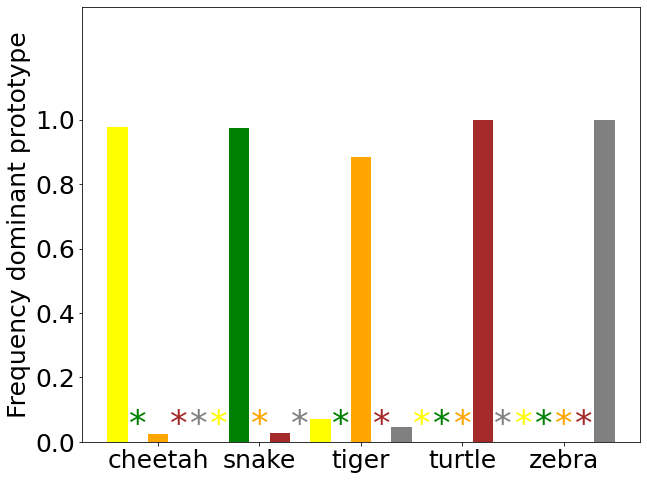 Frequency dominant prototype
1.0
0.8
0.6
0.4
0.2
0.0
* * * * * * * * * * * * * * * * *
cheetah snake tiger turtle zebra